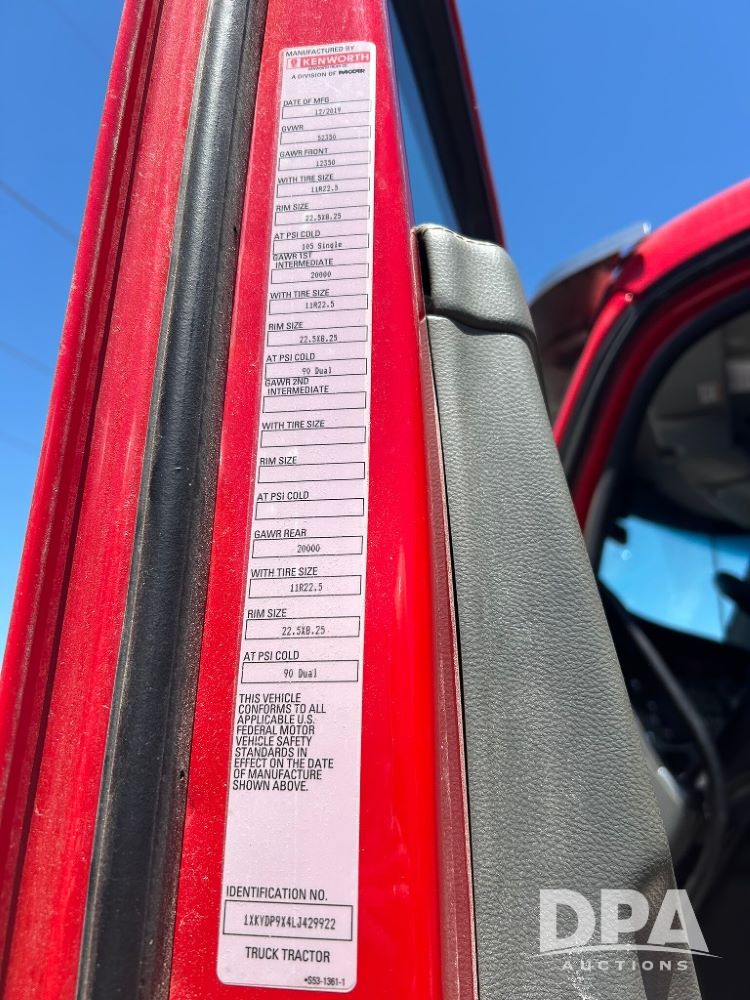 MANUFACTURED BY
KENWORTH
A DIVISION OF PACCAR
DATE OF MFG
12/2019
GVWR
52350
GAWR FRONT
12350
WITH TIRE SIZE
11R22.5
RIM SIZE
22.5X8.25
AT PSI COLD
105 Single
GAWR 1ST
INTERMEDIATE
20000
WITH TIRE SIZE
11R22.5
RIM SIZE
22.5X8.25
AT PSI COLD
90 Dual
GAWR 2ND
INTERMEDIATE
WITH TIRE SIZE
RIM SIZE
AT PSI COLD
GAWR REAR
20000
WITH TIRE SIZE
11R22.5
RIM SIZE
22.5X8.25
AT PSI COLD
90 Dual
THIS VEHICLE
CONFORMS TO ALL
APPLICABLE U.S.
FEDERAL MOTOR
VEHICLE SAFETY
STANDARDS IN
EFFECT ON THE DATE
OF MANUFACTURE
SHOWN ABOVE.
IDENTIFICATION NO.
1XKYDP9X4LJ429922
TRUCK TRACTOR
•S53-1361-1
DPA
AUCTIONS